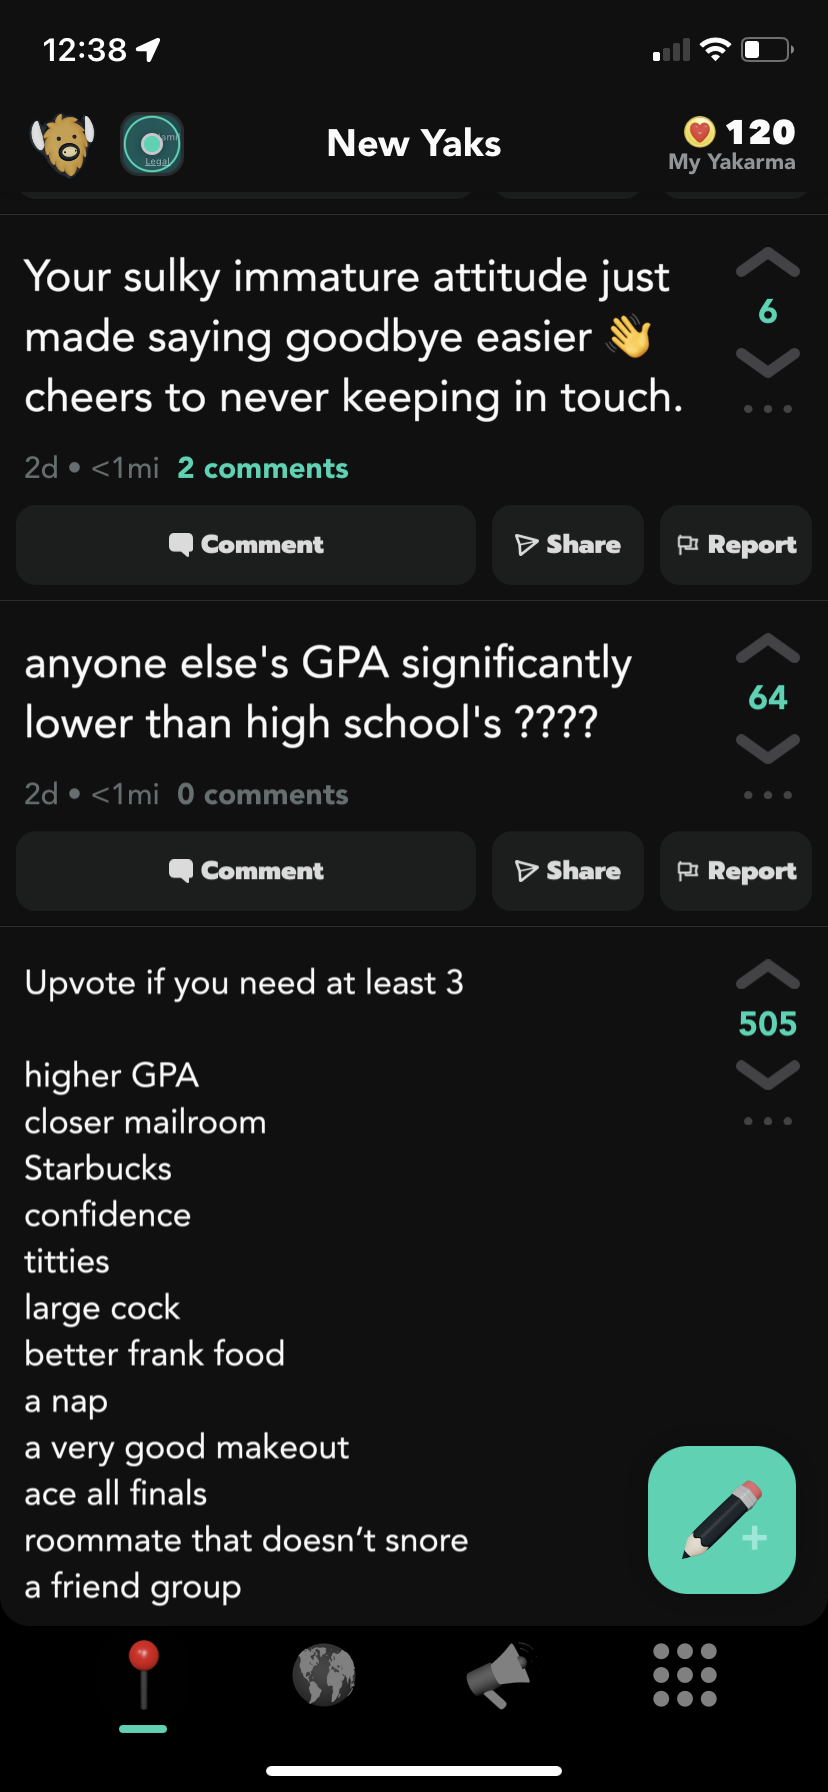 12:38
New Yaks
120
My Yakarma
Legal
Your sulky immature attitude just
made saying goodbye easier 👋
cheers to never keeping in touch.
6
2d • <1mi 2 comments
Comment
Share
Report
anyone else's GPA significantly
lower than high school's ????
64
2d • <1mi 0 comments
Comment
Share
Report
Upvote if you need at least 3
505
higher GPA
closer mailroom
Starbucks
confidence
titties
large cock
better frank food
a nap
a very good makeout
ace all finals
roommate that doesn’t snore
a friend group